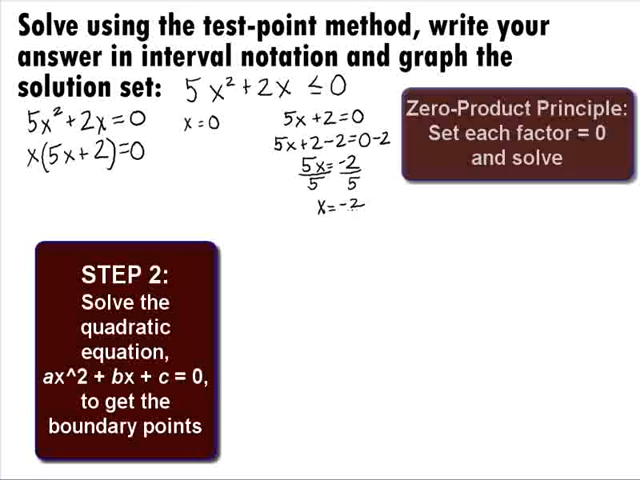 Solve using the test-point method, write your
answer in interval notation and graph the
solution set: 5x² + 2x ≤ 0
5x² + 2x = 0
x(5x + 2) = 0
x = 0
5x + 2 = 0
5x + 2 - 2 = 0 - 2
5x = -2
5 5
x = -2
Zero-Product Principle:
Set each factor = 0
and solve
STEP 2:
Solve the
quadratic
equation,
ax^2 + bx + c = 0,
to get the
boundary points